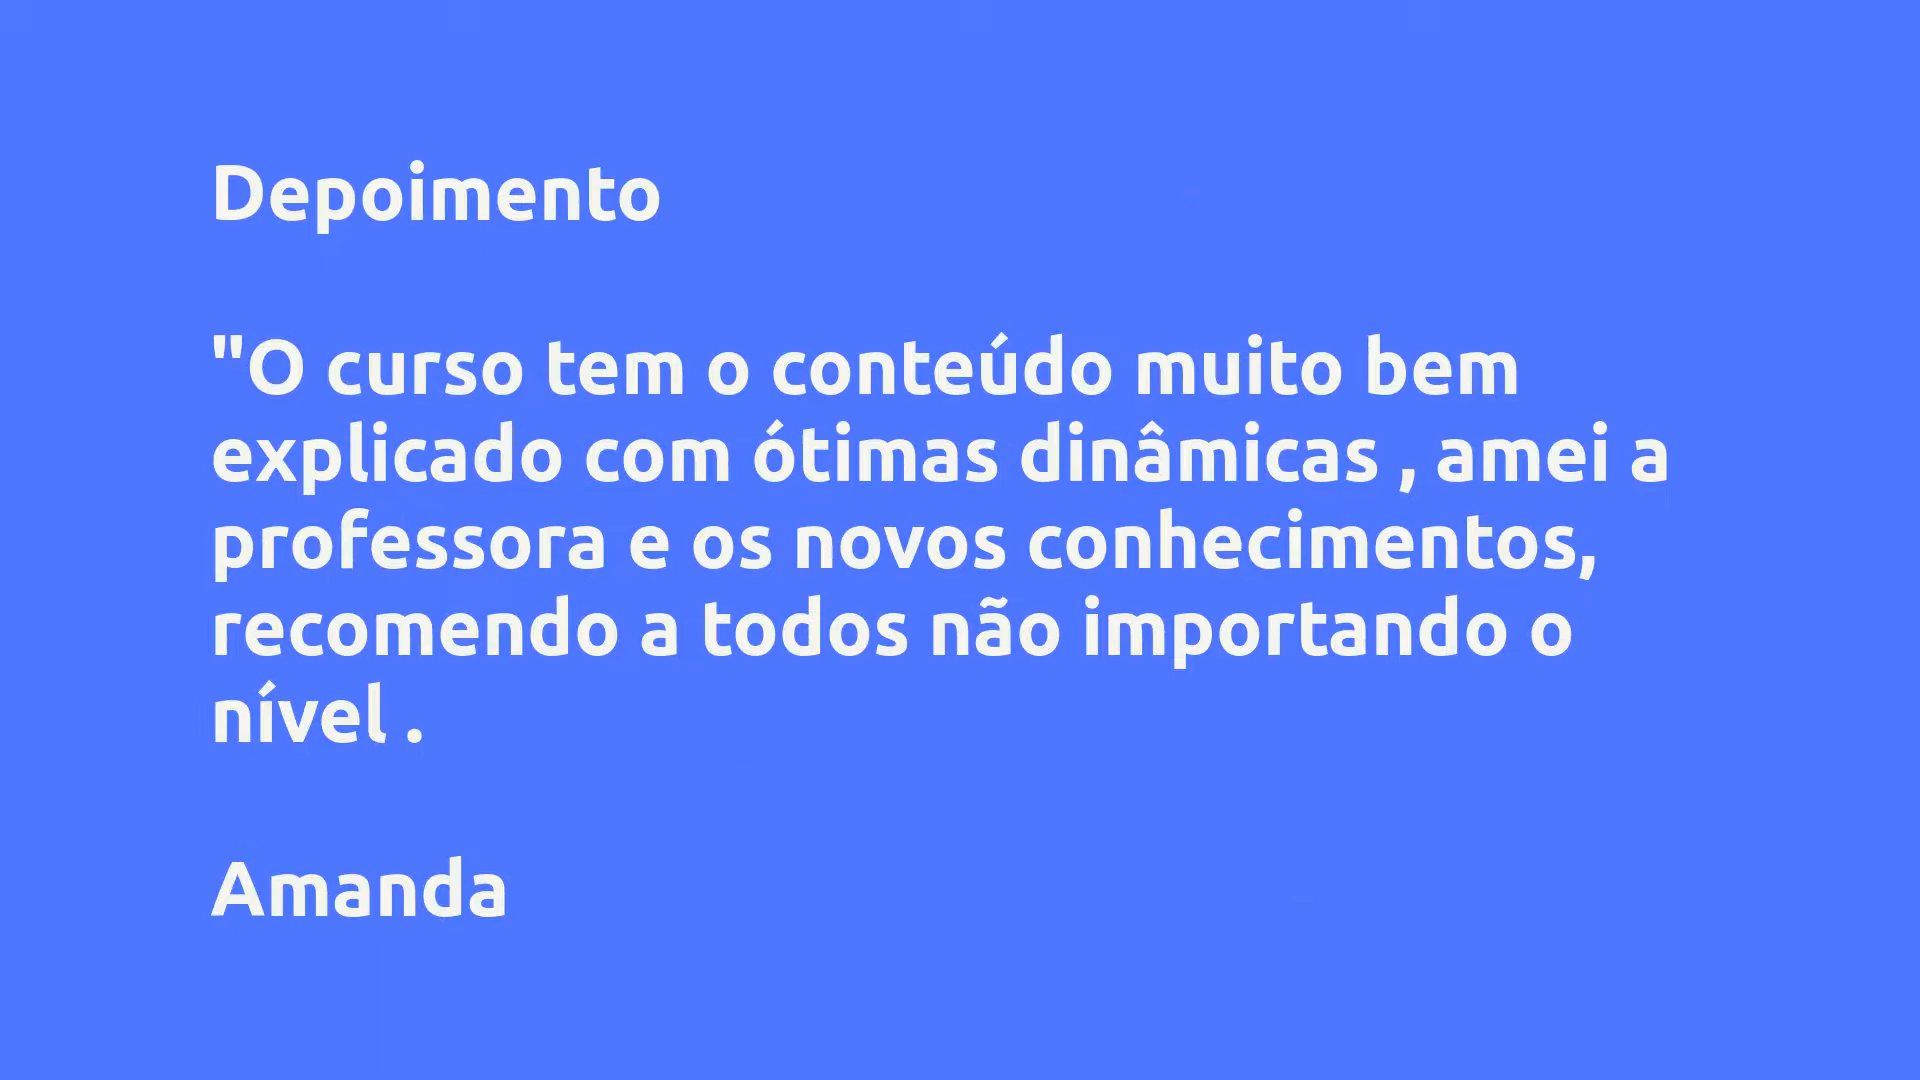 Depoimento
"O curso tem o conteúdo muito bem
explicado com ótimas dinâmicas , amei a
professora e os novos conhecimentos,
recomendo a todos não importando o
nível .
Amanda